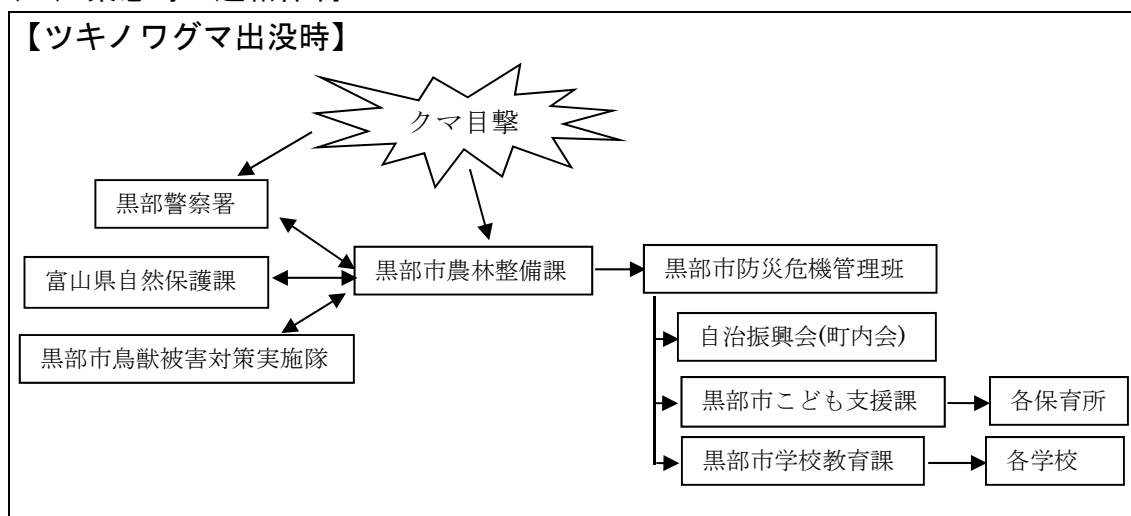 【ツキノワグマ出没時】
クマ目撃
黒部警察署
富山県自然保護課
黒部市農林整備課
黒部市防災危機管理班
黒部市鳥獣被害対策実施隊
自治振興会(町内会)
黒部市こども支援課
各保育所
黒部市学校教育課
各学校